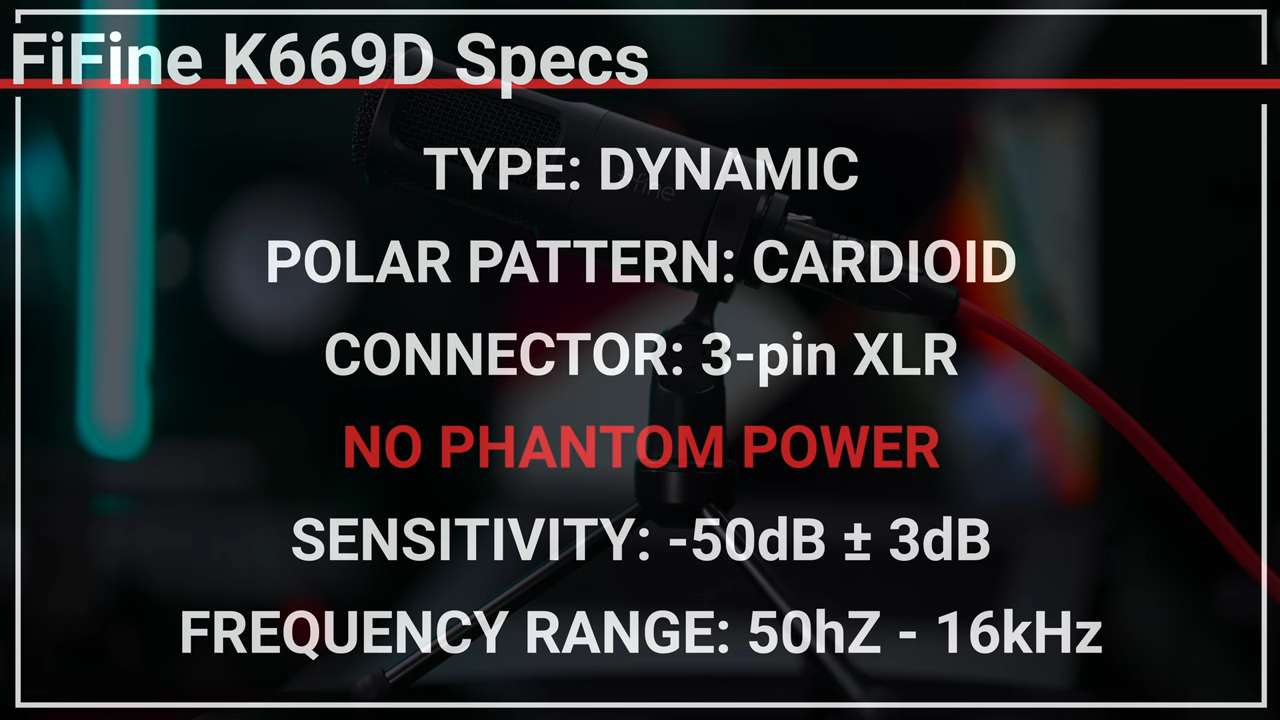 FiFine K669D Specs
TYPE: DYNAMIC
fine
POLAR PATTERN: CARDIOID
CONNECTOR: 3-pin XLR
NO PHANTOM POWER
SENSITIVITY: -50dB ± 3dB
FREQUENCY RANGE: 50hZ - 16kHz